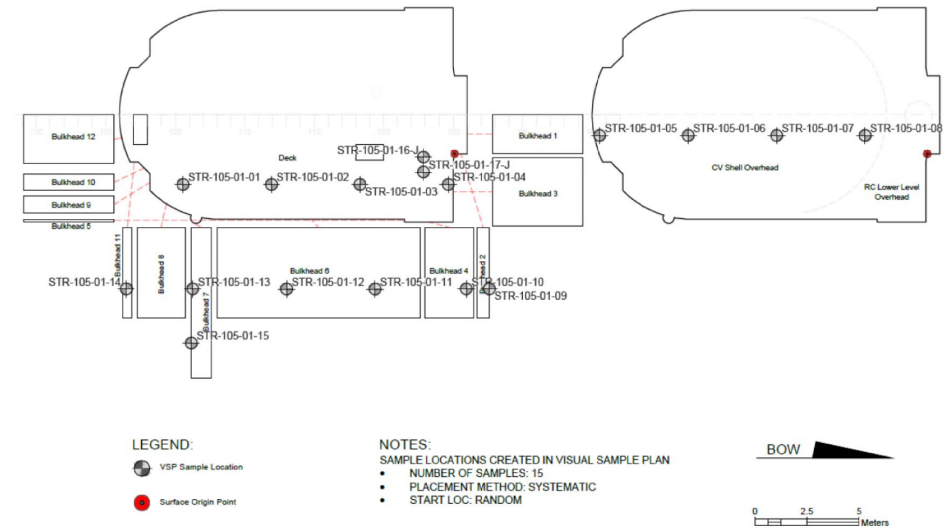 Bulkhead 12
Bulkhead 10
Bulkhead 9
Bulkhead 5
Deck
STR-105-01-16-J
STR-105-01-17-J
STR-105-01-01
STR-105-01-02
STR-105-01-03
STR-105-01-04
Bulkhead 1
Bulkhead 3
STR-105-01-05
STR-105-01-06
STR-105-01-07
STR-105-01-08
CV Shell Overhead
RC Lower Level
Overhead
Bulkhead 11
Bulkhead 8
Bulkhead 7
Bulkhead 6
Bulkhead 4
Bulkhead 2
STR-105-01-14
STR-105-01-13
STR-105-01-12
STR-105-01-11
STR-105-01-10
STR-105-01-09
STR-105-01-15
LEGEND:
VSP Sample Location
Surface Origin Point
NOTES:
SAMPLE LOCATIONS CREATED IN VISUAL SAMPLE PLAN
• NUMBER OF SAMPLES: 15
• PLACEMENT METHOD: SYSTEMATIC
• START LOC: RANDOM
BOW
0 2.5 5
Meters